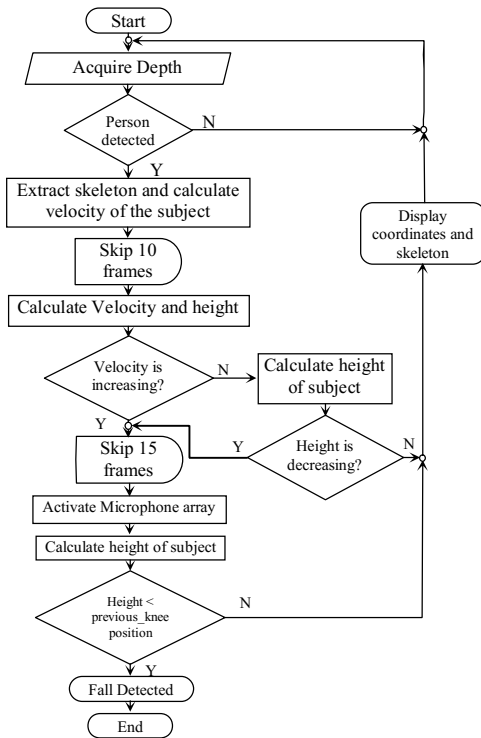 Start
Acquire Depth
Person
detected
N
Y
Extract skeleton and calculate
velocity of the subject
Display
coordinates and
skeleton
Skip 10
frames
Calculate Velocity and height
Velocity is
increasing?
N
Calculate height
of subject
Y
Skip 15
frames
Y
Height is
decreasing?
N
Activate Microphone array
Calculate height of subject
Height <
previous_knee
position
N
Y
Fall Detected
End